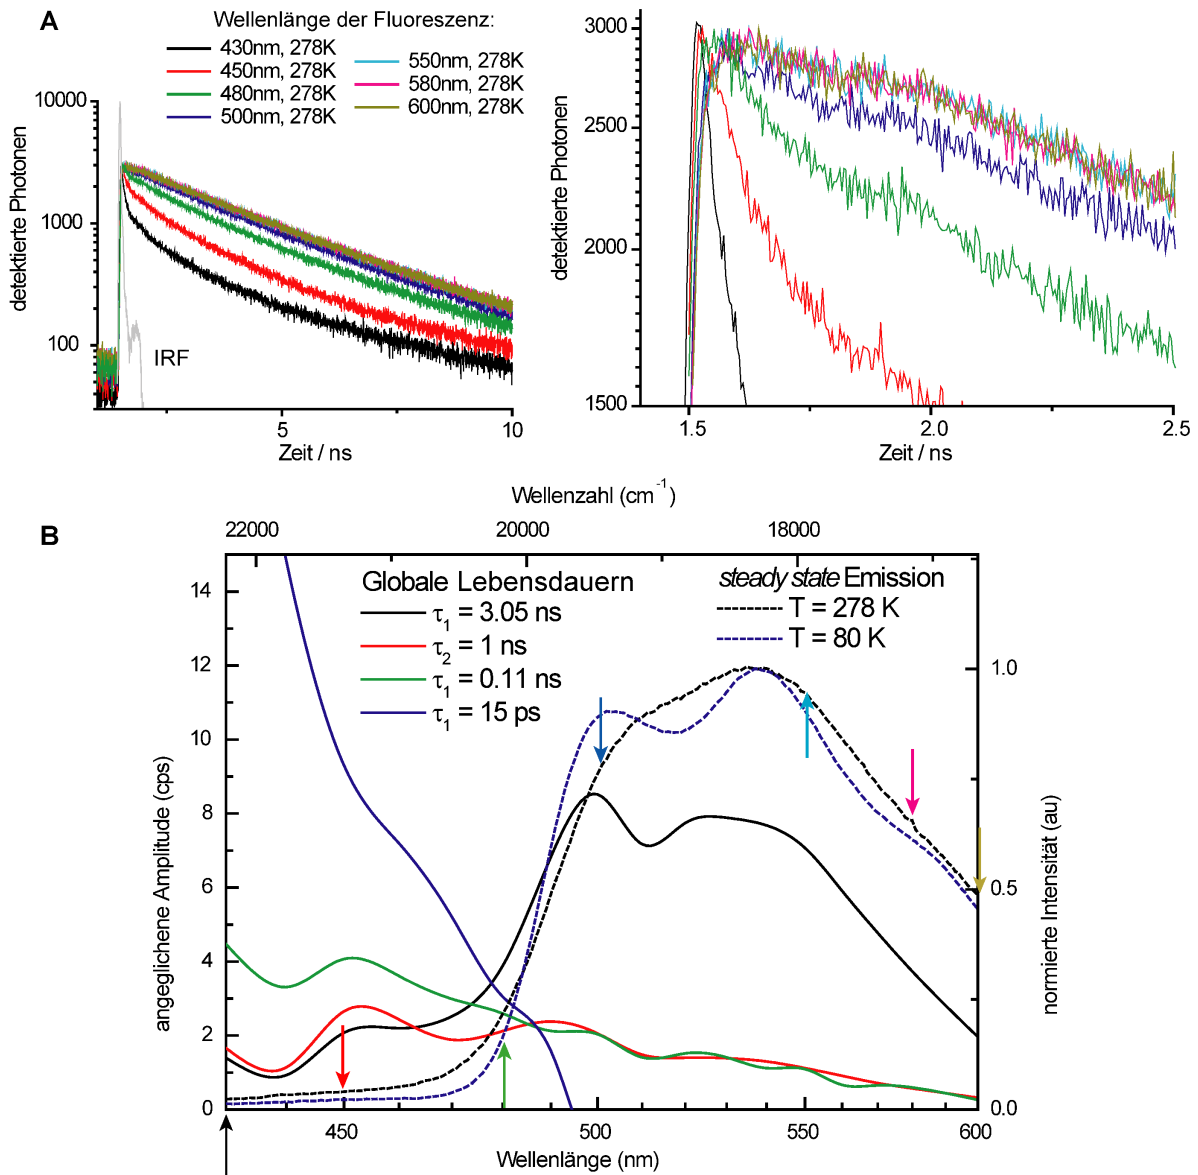 A
Wellenlänge der Fluoreszenz:
430nm, 278K
450nm, 278K
480nm, 278K
500nm, 278K
550nm, 278K
580nm, 278K
600nm, 278K
detektierte Photonen
10000
1000
100
IRF
5
10
Zeit / ns
detektierte Photonen
3000
2500
2000
1500
1.5
2.0
2.5
Zeit / ns
B
Wellenzahl (cm⁻¹)
22000
20000
18000
Globale Lebensdauern
τ₁ = 3.05 ns
τ₂ = 1 ns
τ₁ = 0.11 ns
τ₁ = 15 ps
steady state Emission
T = 278 K
T = 80 K
angeglichene Amplitude (cps)
14
12
10
8
6
4
2
0
normierte Intensität (au)
1.0
0.5
0.0
450
500
550
600
Wellenlänge (nm)